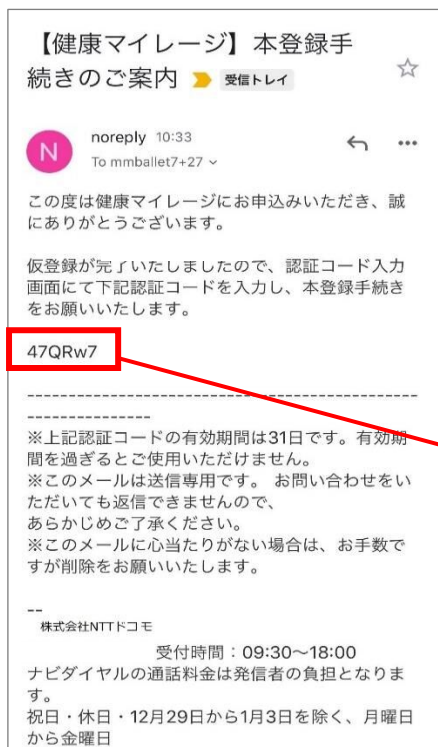 【健康マイレージ】本登録手
続きのご案内 受信トレイ
N
noreply 10:33
To mmballet7+27
この度は健康マイレージにお申込みいただき、誠
にありがとうございます。
仮登録が完了いたしましたので、認証コード入力
画面にて下記認証コードを入力し、本登録手続き
をお願いいたします。
47QRw7
------------------------------------------------
---------------
※上記認証コードの有効期間は31日です。有効期
間を過ぎるとご使用いただけません。
※このメールは送信専用です。 お問い合わせをい
ただいても返信できませんので、
あらかじめご了承ください。
※このメールに心当たりがない場合は、お手数で
すが削除をお願いいたします。
--
株式会社NTTドコモ
受付時間：09:30～18:00
ナビダイヤルの通話料金は発信者の負担となりま
す。
祝日・休日・12月29日から1月3日を除く、月曜日
から金曜日